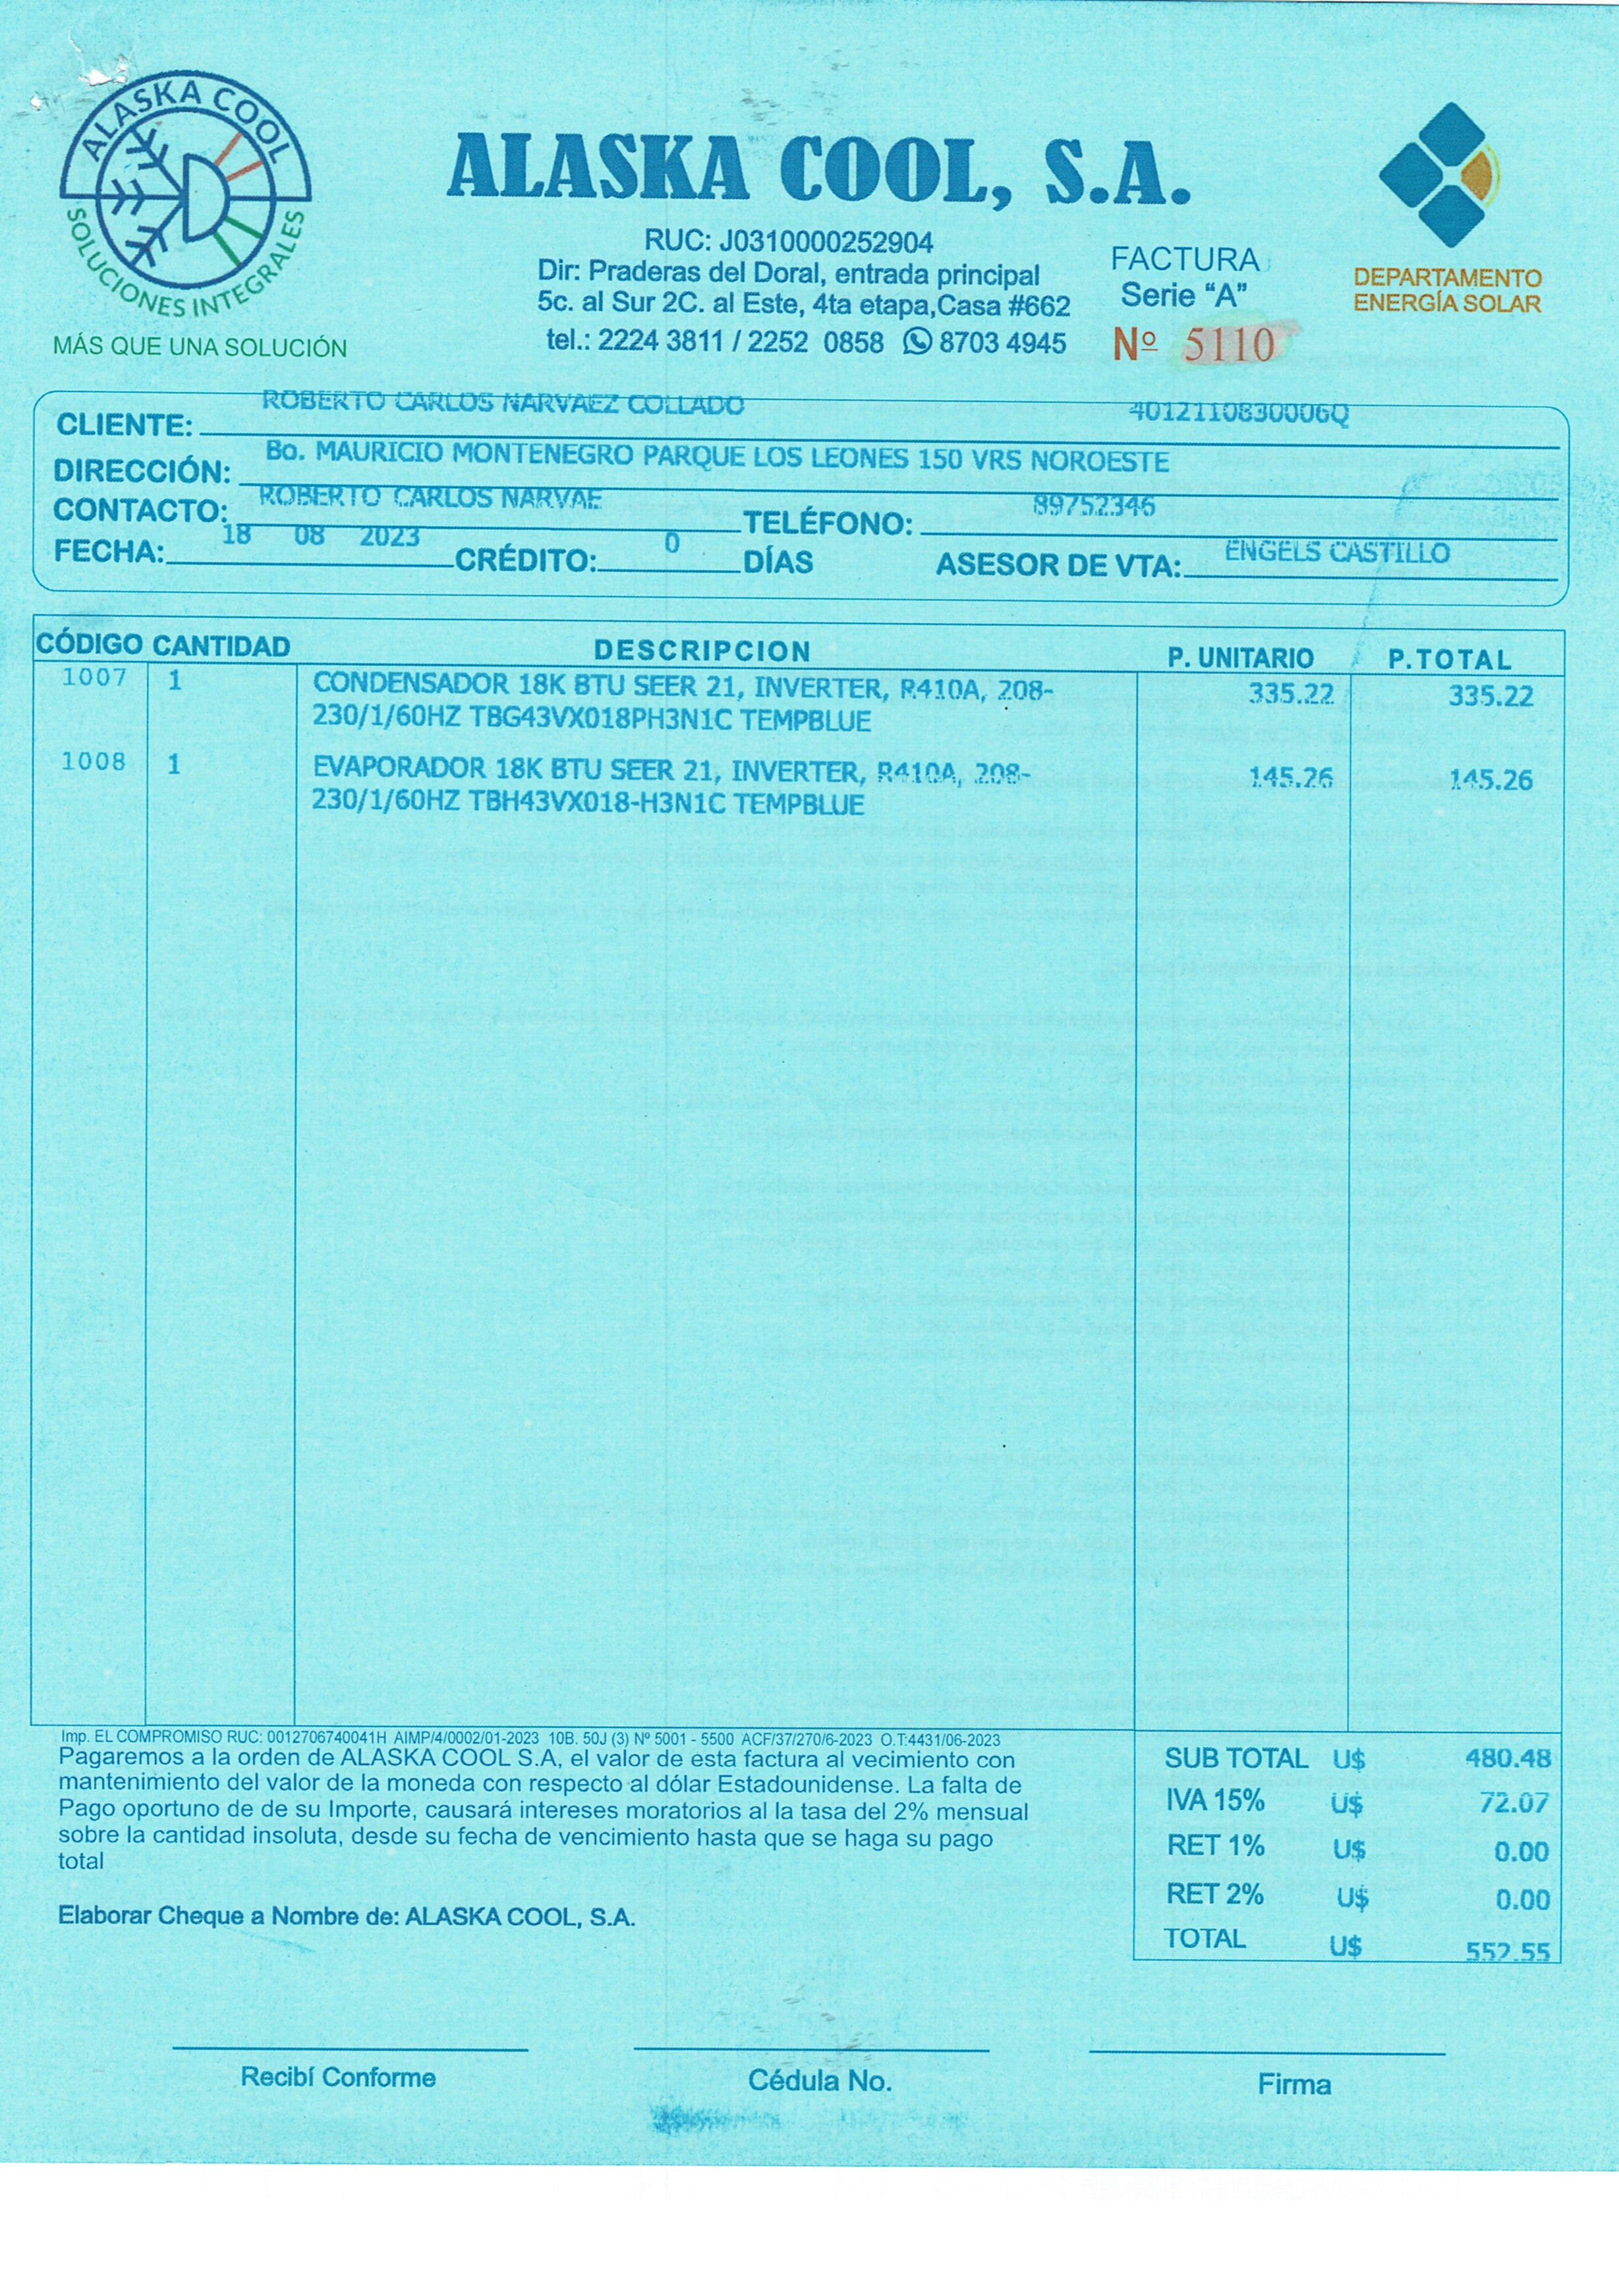 ALASKA COOL
SOLUCIONES INTEGRALES
MÁS QUE UNA SOLUCIÓN
ALASKA COOL, S.A.
RUC: J0310000252904
Dir: Praderas del Doral, entrada principal
5c. al Sur 2C. al Este, 4ta etapa,Casa #662
tel.: 2224 3811 / 2252 0858 8703 4945
FACTURA
Serie “A”
Nº 5110
DEPARTAMENTO
ENERGÍA SOLAR
CLIENTE: ROBERTO CARLOS NARVAEZ COLLADO 4012110830006Q
DIRECCIÓN: Bo. MAURICIO MONTENEGRO PARQUE LOS LEONES 150 VRS NOROESTE
CONTACTO: ROBERTO CARLOS NARVAE TELÉFONO: 89752346
FECHA: 18 08 2023 CRÉDITO: 0 DÍAS ASESOR DE VTA: ENGELS CASTILLO
CÓDIGO CANTIDAD DESCRIPCION P. UNITARIO P.TOTAL
1007 1 CONDENSADOR 18K BTU SEER 21, INVERTER, R410A, 208- 335.22 335.22
230/1/60HZ TBG43VX018PH3N1C TEMPBLUE
1008 1 EVAPORADOR 18K BTU SEER 21, INVERTER, R410A, 208- 145.26 145.26
230/1/60HZ TBH43VX018-H3N1C TEMPBLUE
Imp. EL COMPROMISO RUC: 0012706740041H AIMP/4/0002/01-2023 10B. 50J (3) Nº 5001 - 5500 ACF/37/270/6-2023 O.T:4431/06-2023
Pagaremos a la orden de ALASKA COOL S.A, el valor de esta factura al vecimiento con
mantenimiento del valor de la moneda con respecto al dólar Estadounidense. La falta de
Pago oportuno de de su Importe, causará intereses moratorios al la tasa del 2% mensual
sobre la cantidad insoluta, desde su fecha de vencimiento hasta que se haga su pago
total
Elaborar Cheque a Nombre de: ALASKA COOL, S.A.
SUB TOTAL U$ 480.48
IVA 15% U$ 72.07
RET 1% U$ 0.00
RET 2% U$ 0.00
TOTAL U$ 552.55
Recibí Conforme
Cédula No.
Firma